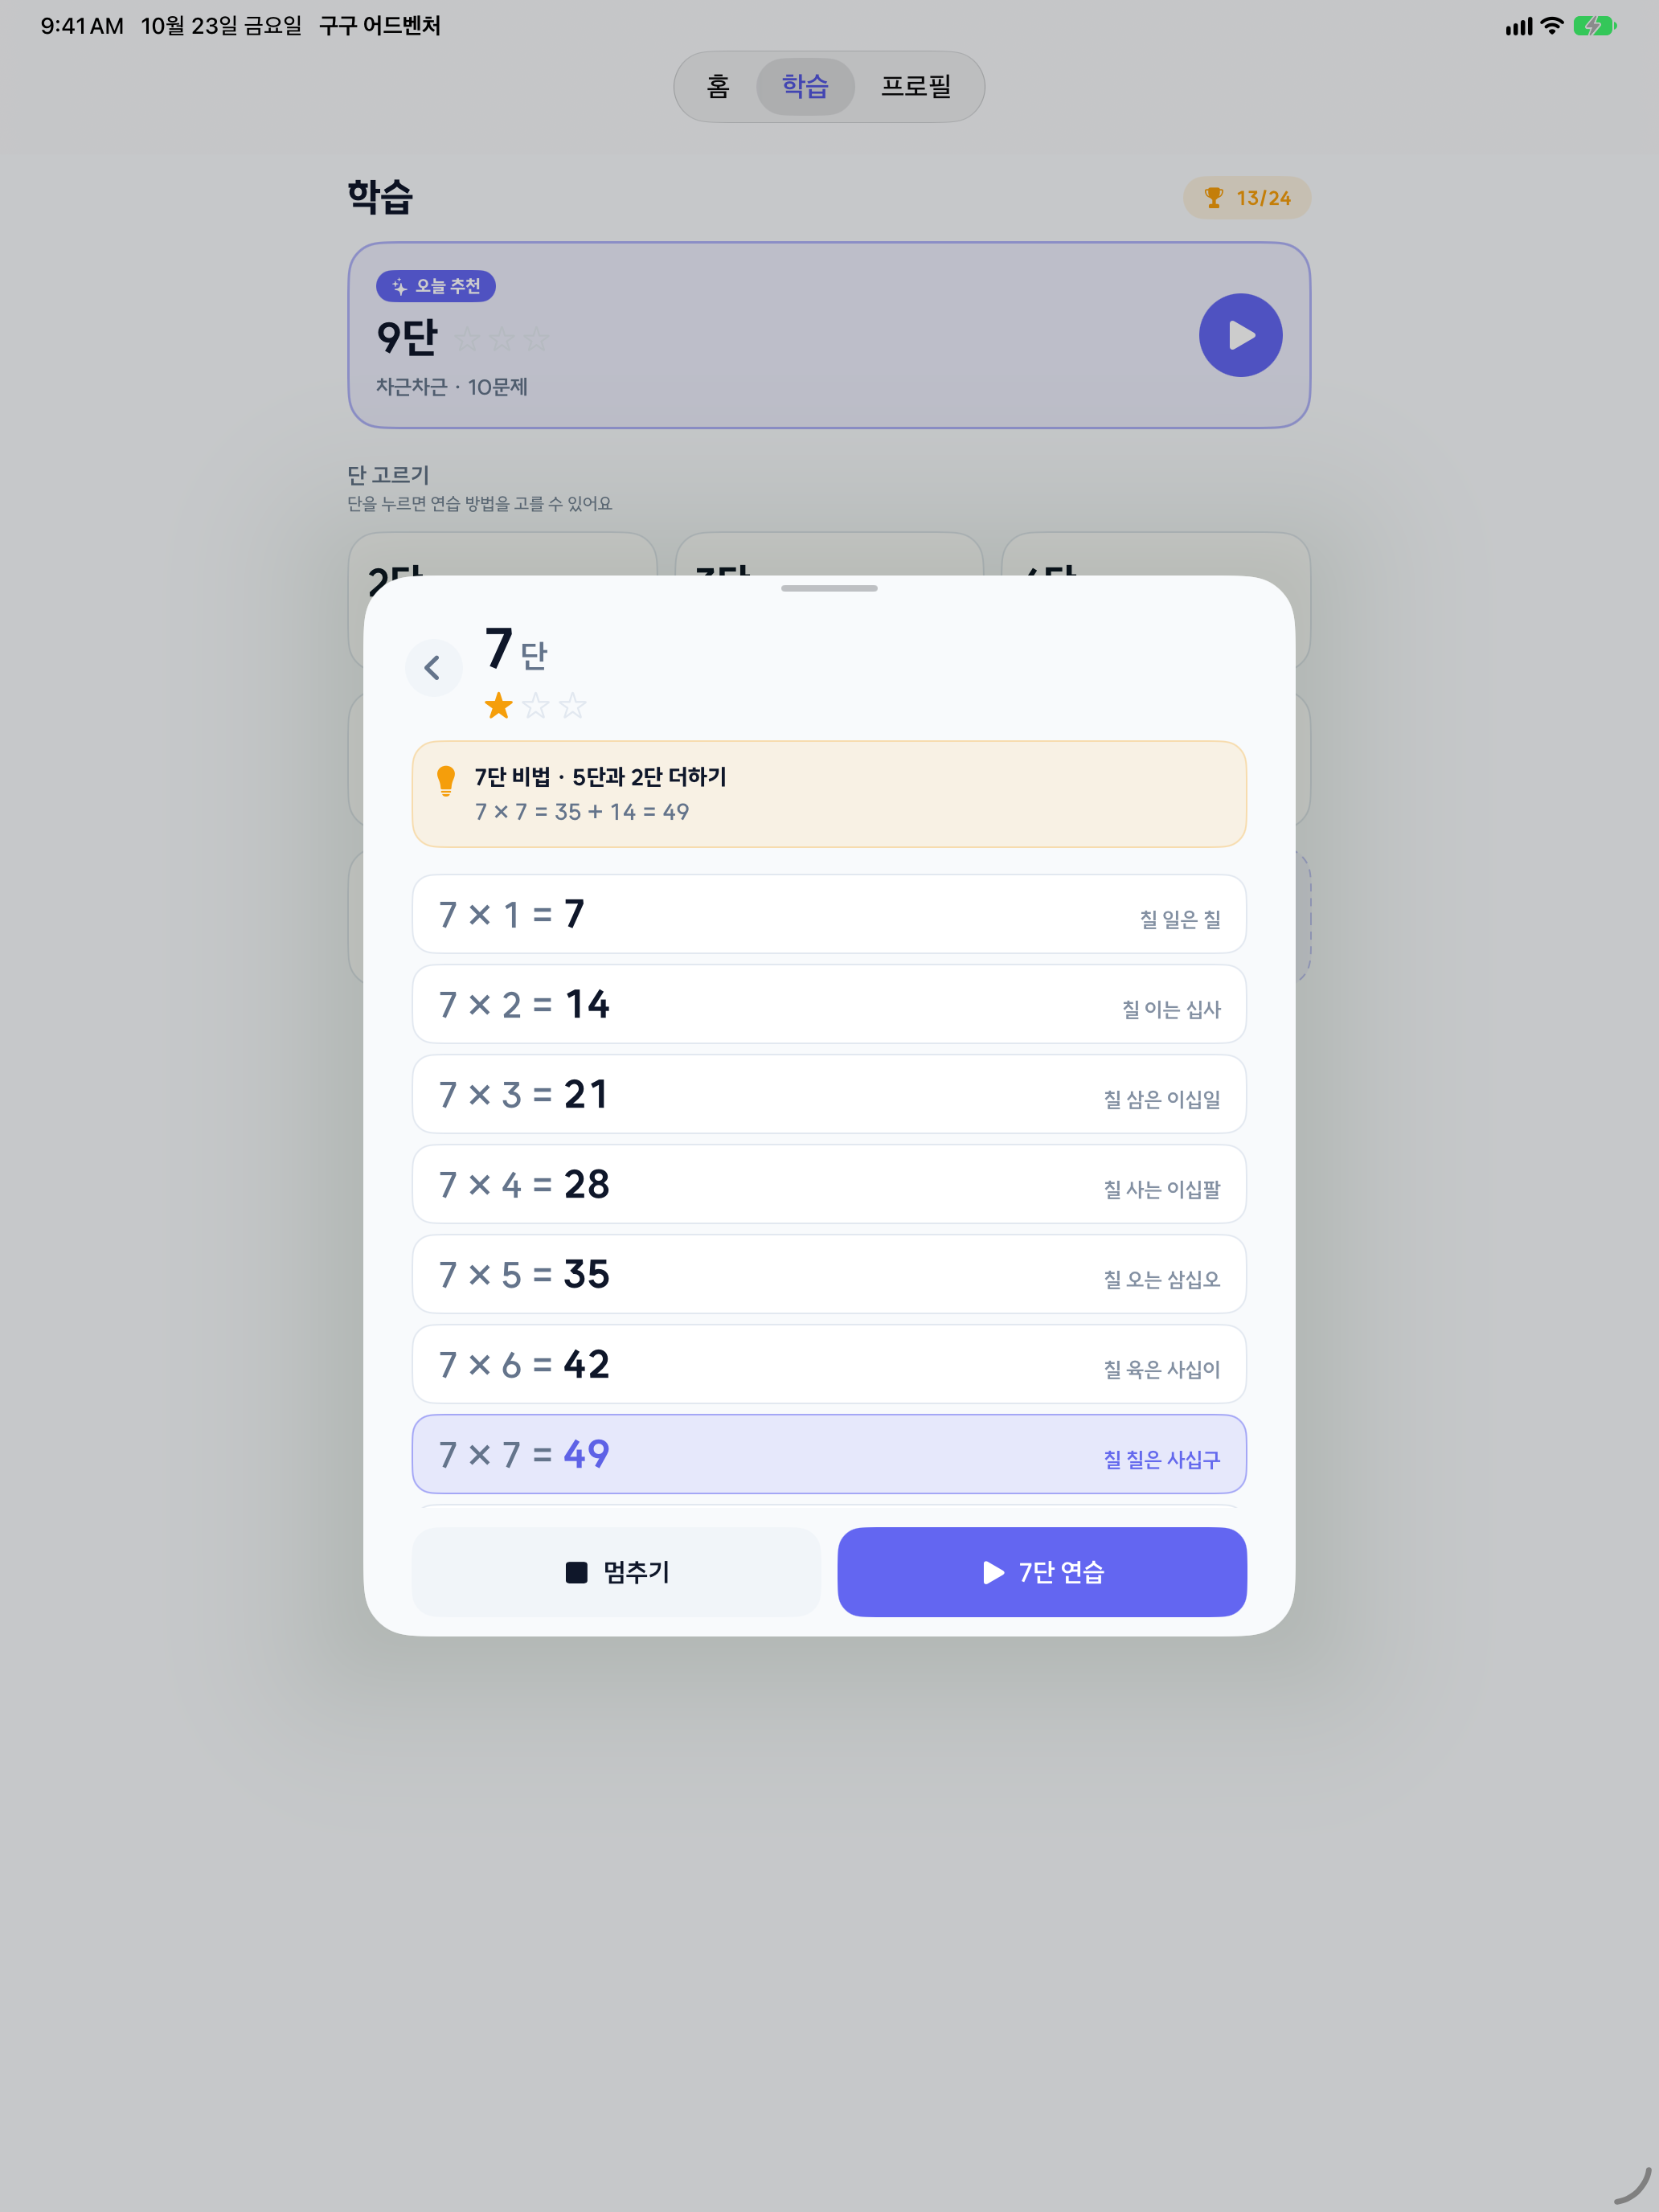 9:41 AM 10월 23일 금요일 구구 어드벤처
홈 학습 프로필
학습
13/24
오늘 추천
9단
차근차근 · 10문제
단 고르기
단을 누르면 연습 방법을 고를 수 있어요
2단 3단 4단
7단
7단 비법 · 5단과 2단 더하기
7 × 7 = 35 + 14 = 49
7 × 1 = 7 칠 일은 칠
7 × 2 = 14 칠 이는 십사
7 × 3 = 21 칠 삼은 이십일
7 × 4 = 28 칠 사는 이십팔
7 × 5 = 35 칠 오는 삼십오
7 × 6 = 42 칠 육은 사십이
7 × 7 = 49 칠 칠은 사십구
멈추기
7단 연습